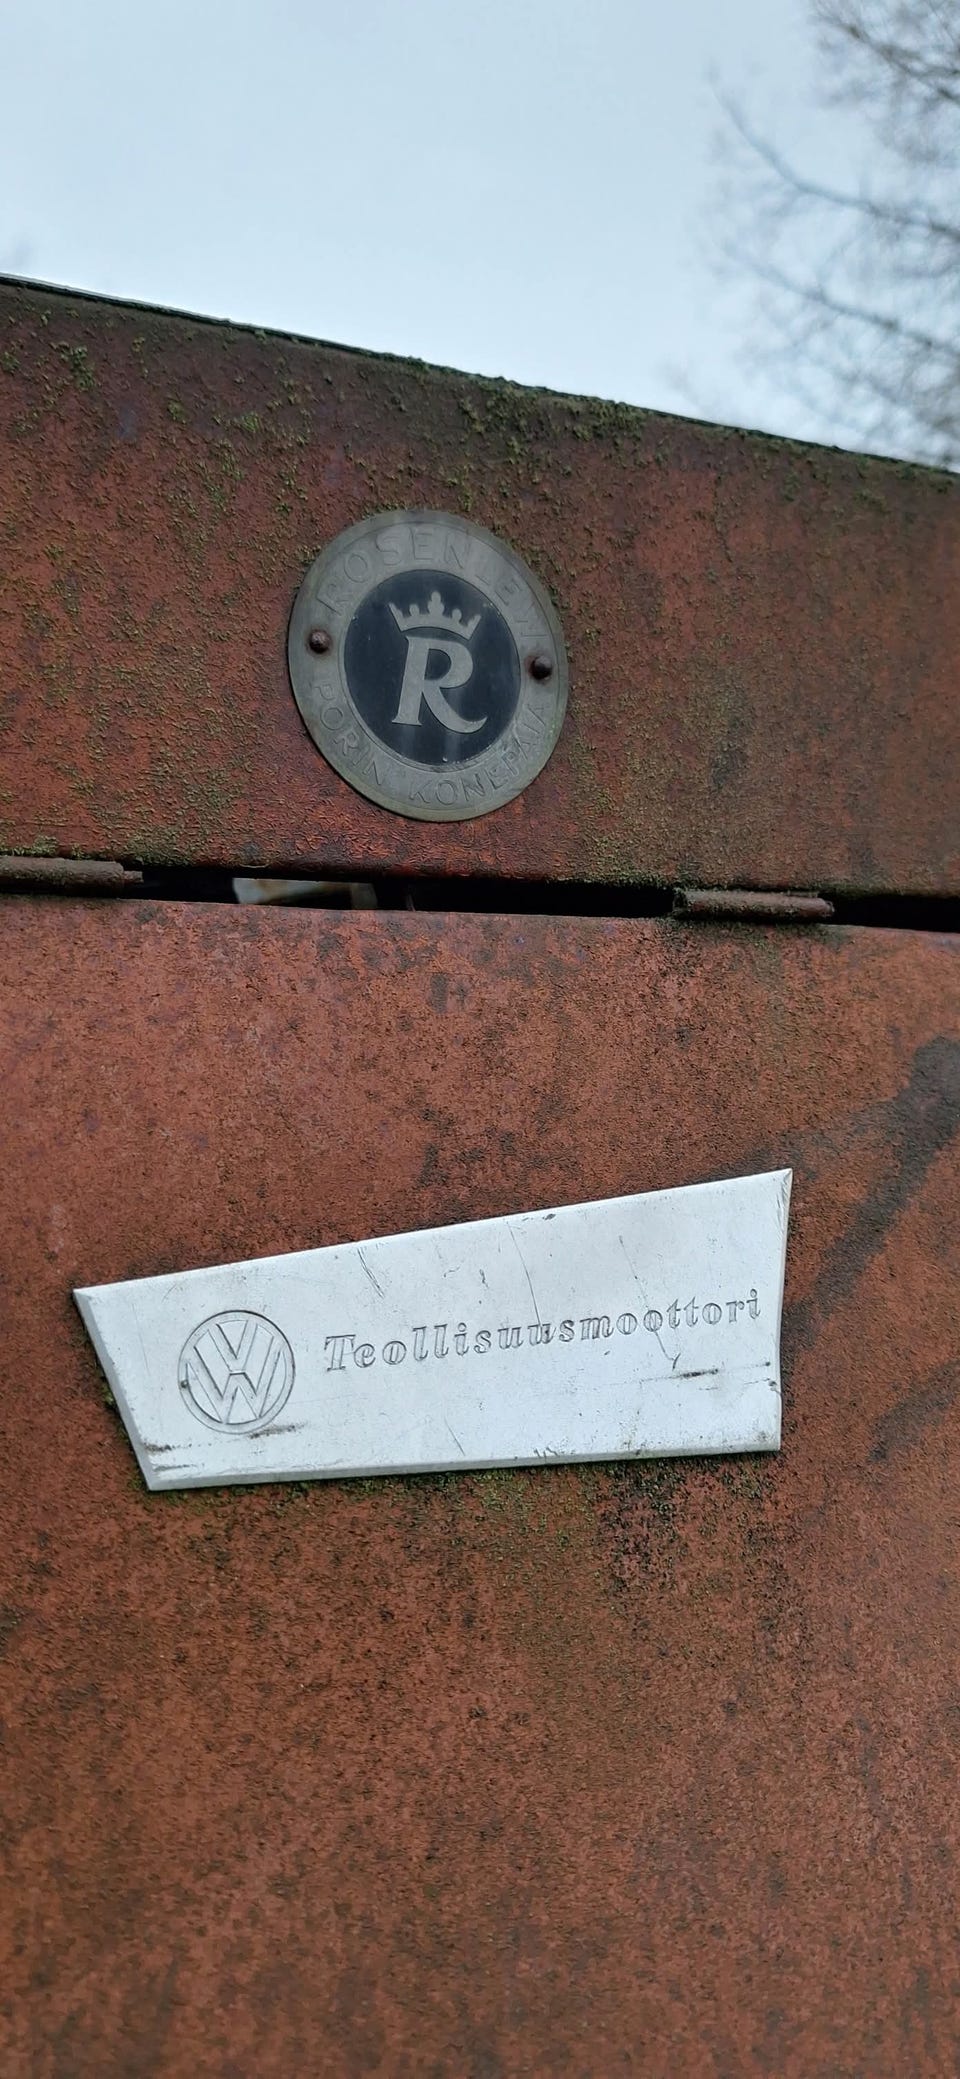 ROSENLEW
R
PORIN KONEPAJA
VW Teollisuusmoottori